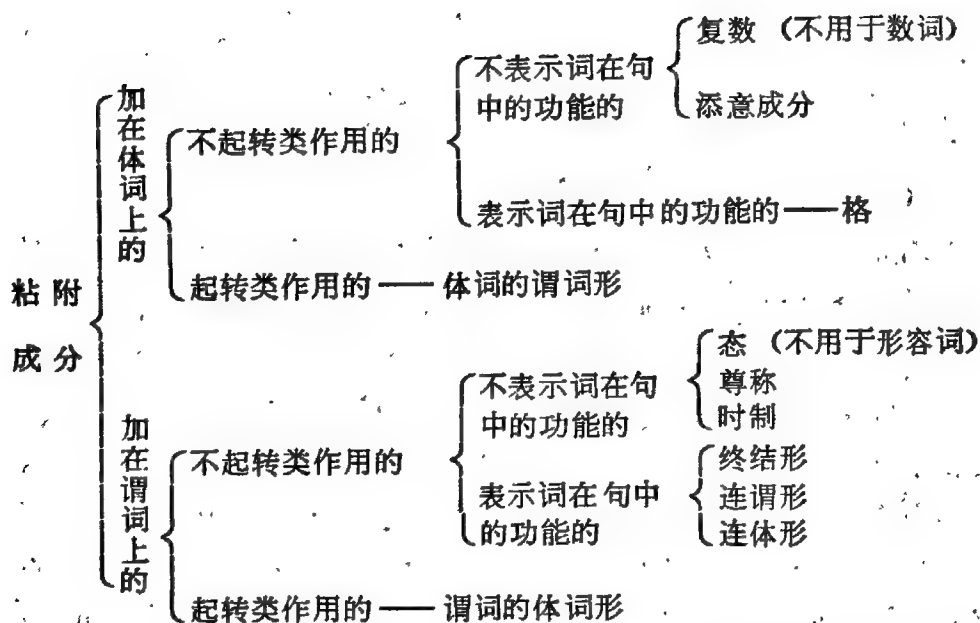 粘附成分
加在体词上的
不起转类作用的
不表示词在句
中的功能的
复数（不用于数词）
添意成分
表示词在句中的功能的——格
起转类作用的——体词的谓词形
加在谓词上的
不起转类作用的
不表示词在句
中的功能的
态（不用于形容词）
尊称
时制
表示词在句中
的功能的
终结形
连谓形
连体形
起转类作用的——谓词的体词形